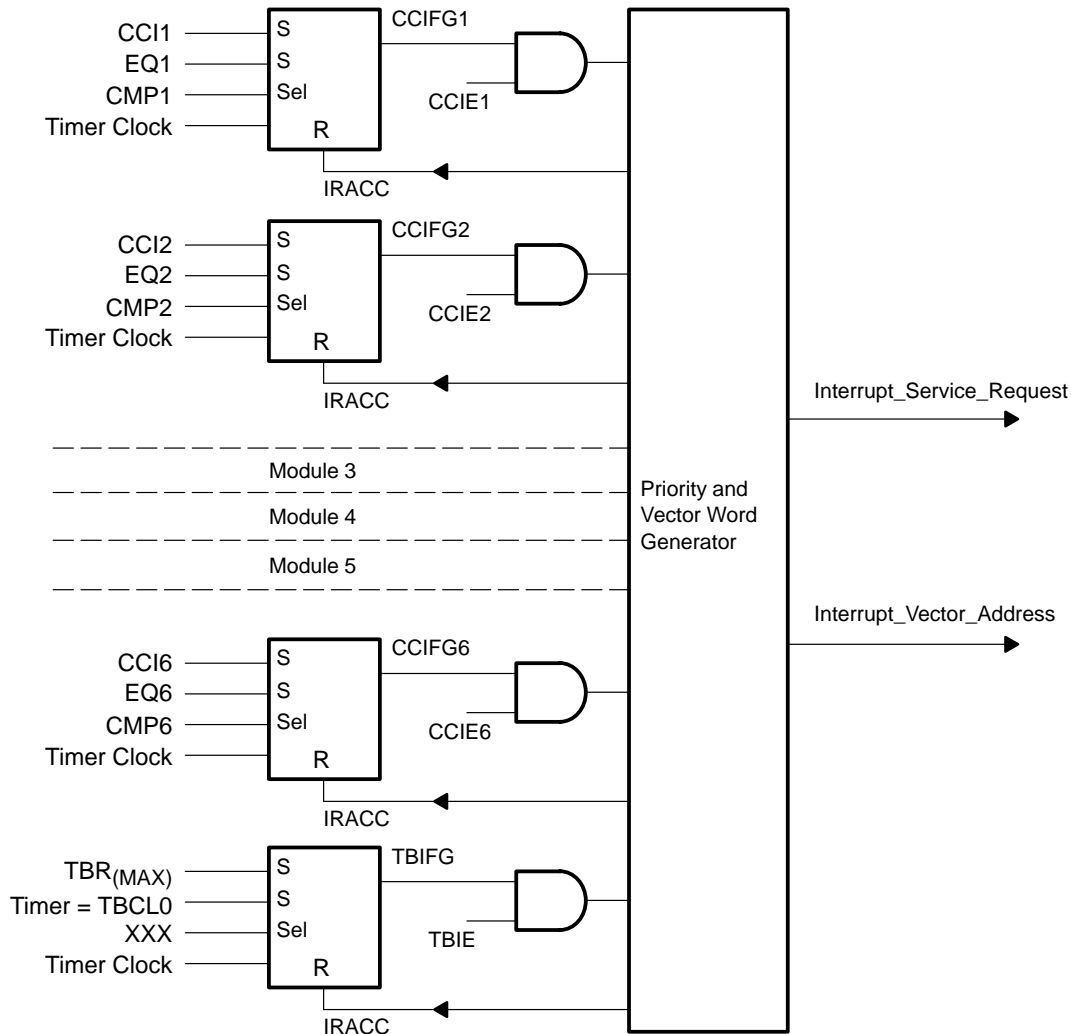 CCI1
EQ1
CMP1
Timer Clock
S
S
Sel
R
CCIFG1
CCIE1
IRACC
CCI2
EQ2
CMP2
Timer Clock
S
S
Sel
R
CCIFG2
CCIE2
IRACC
Module 3
Module 4
Module 5
CCI6
EQ6
CMP6
Timer Clock
S
S
Sel
R
CCIFG6
CCIE6
IRACC
TBR(MAX)
Timer = TBCL0
XXX
Timer Clock
S
S
Sel
R
TBIFG
TBIE
IRACC
Priority and
Vector Word
Generator
Interrupt_Service_Request
Interrupt_Vector_Address